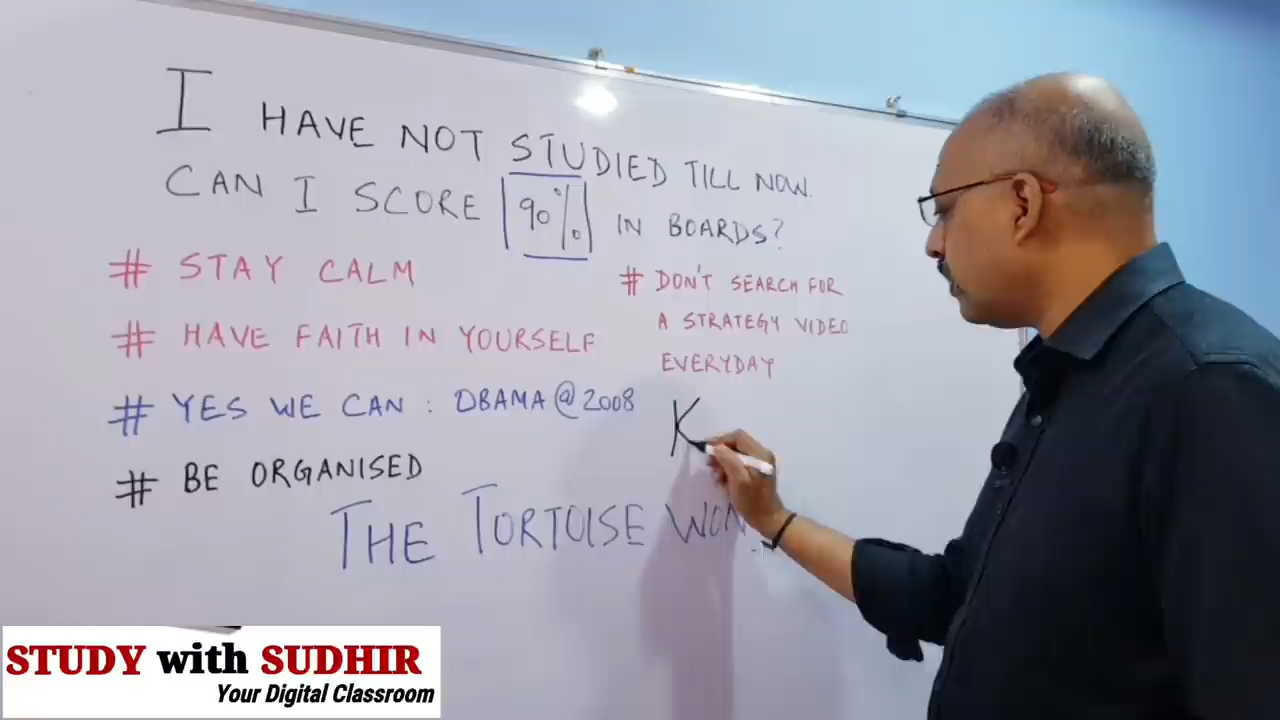 I HAVE NOT STUDIED TILL NOW.
CAN I SCORE 90% IN BOARDS?
# STAY CALM
# HAVE FAITH IN YOURSELF
# YES WE CAN : OBAMA @ 2008
# BE ORGANISED
# DON'T SEARCH FOR
A STRATEGY VIDEO
EVERYDAY
K
THE TORTOISE WON
STUDY with SUDHIR
Your Digital Classroom